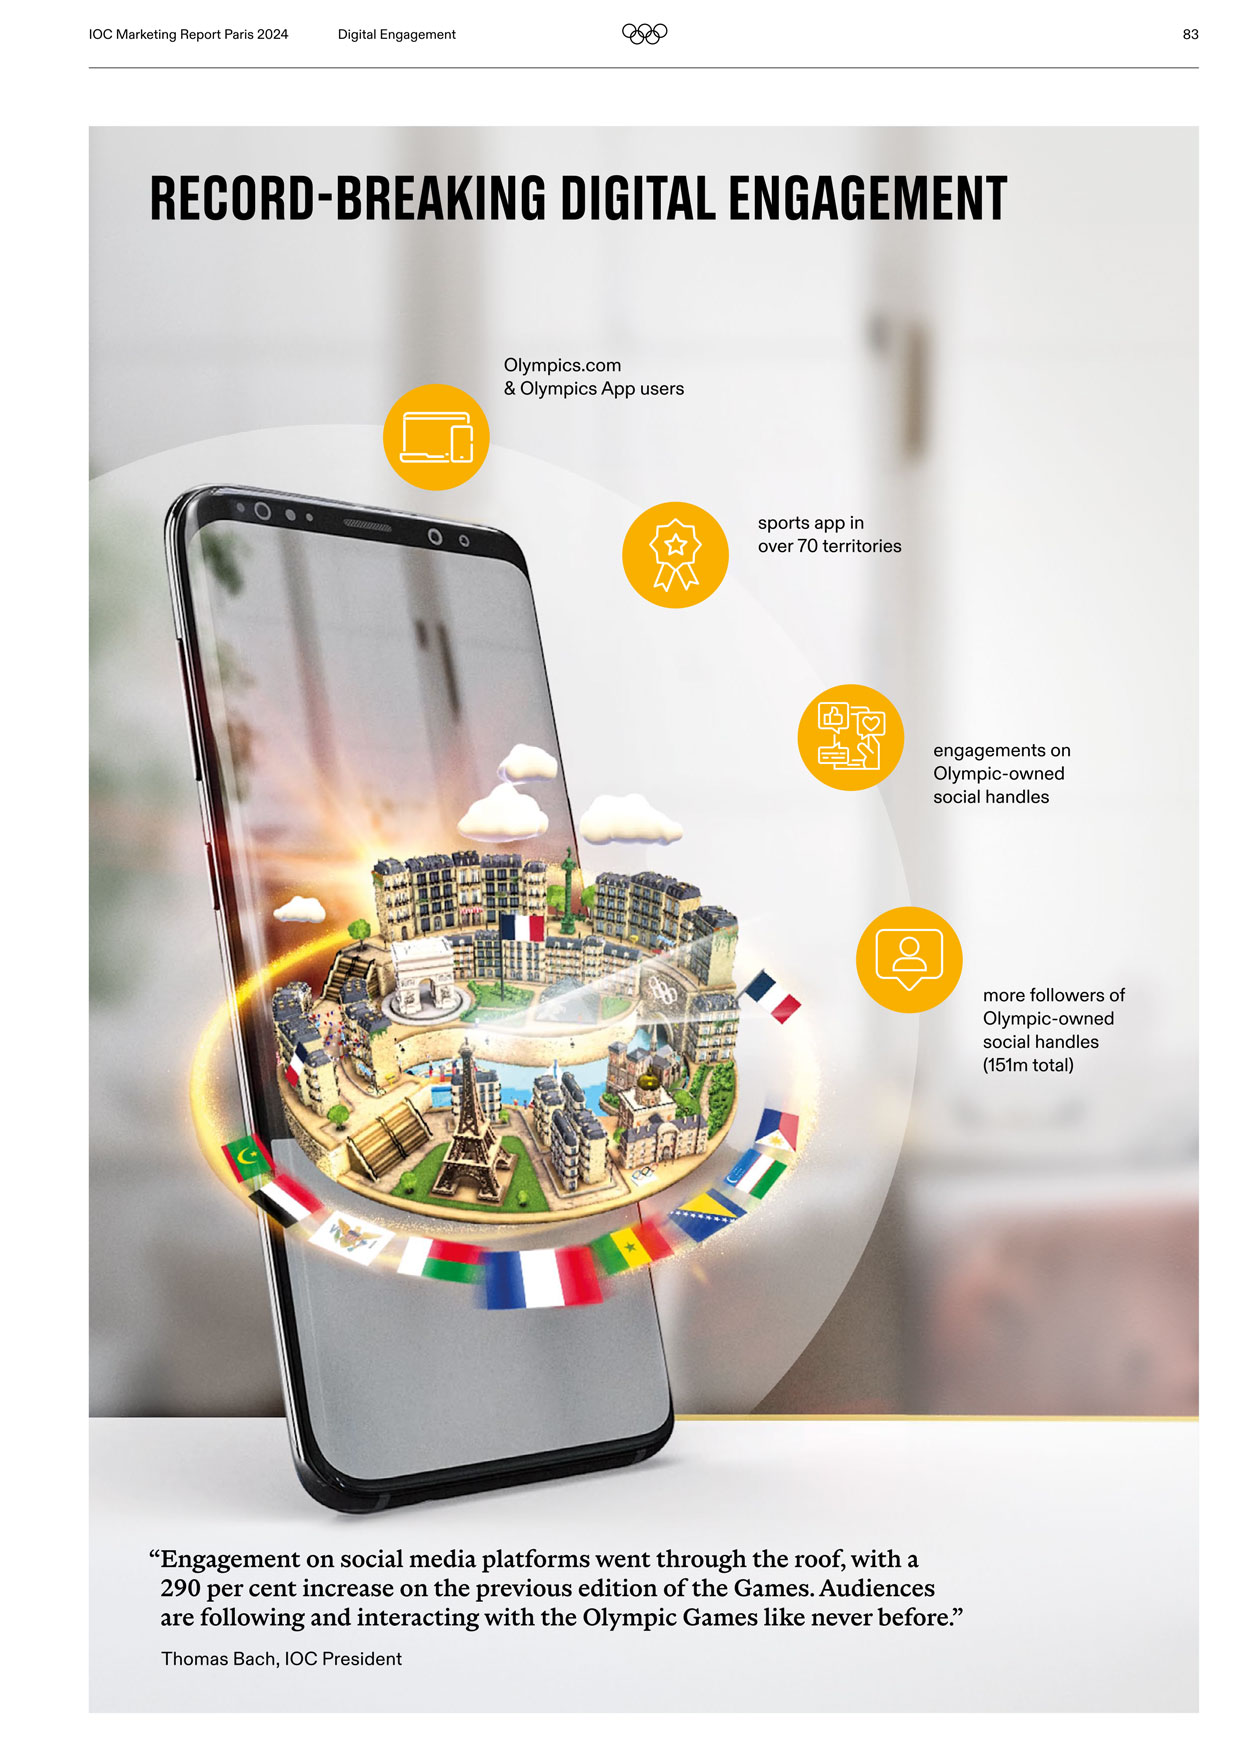 IOC Marketing Report Paris 2024 Digital Engagement 83
RECORD-BREAKING DIGITAL ENGAGEMENT
Olympics.com
& Olympics App users
sports app in
over 70 territories
engagements on
Olympic-owned
social handles
more followers of
Olympic-owned
social handles
(151m total)
“Engagement on social media platforms went through the roof, with a
290 per cent increase on the previous edition of the Games. Audiences
are following and interacting with the Olympic Games like never before.”
Thomas Bach, IOC President